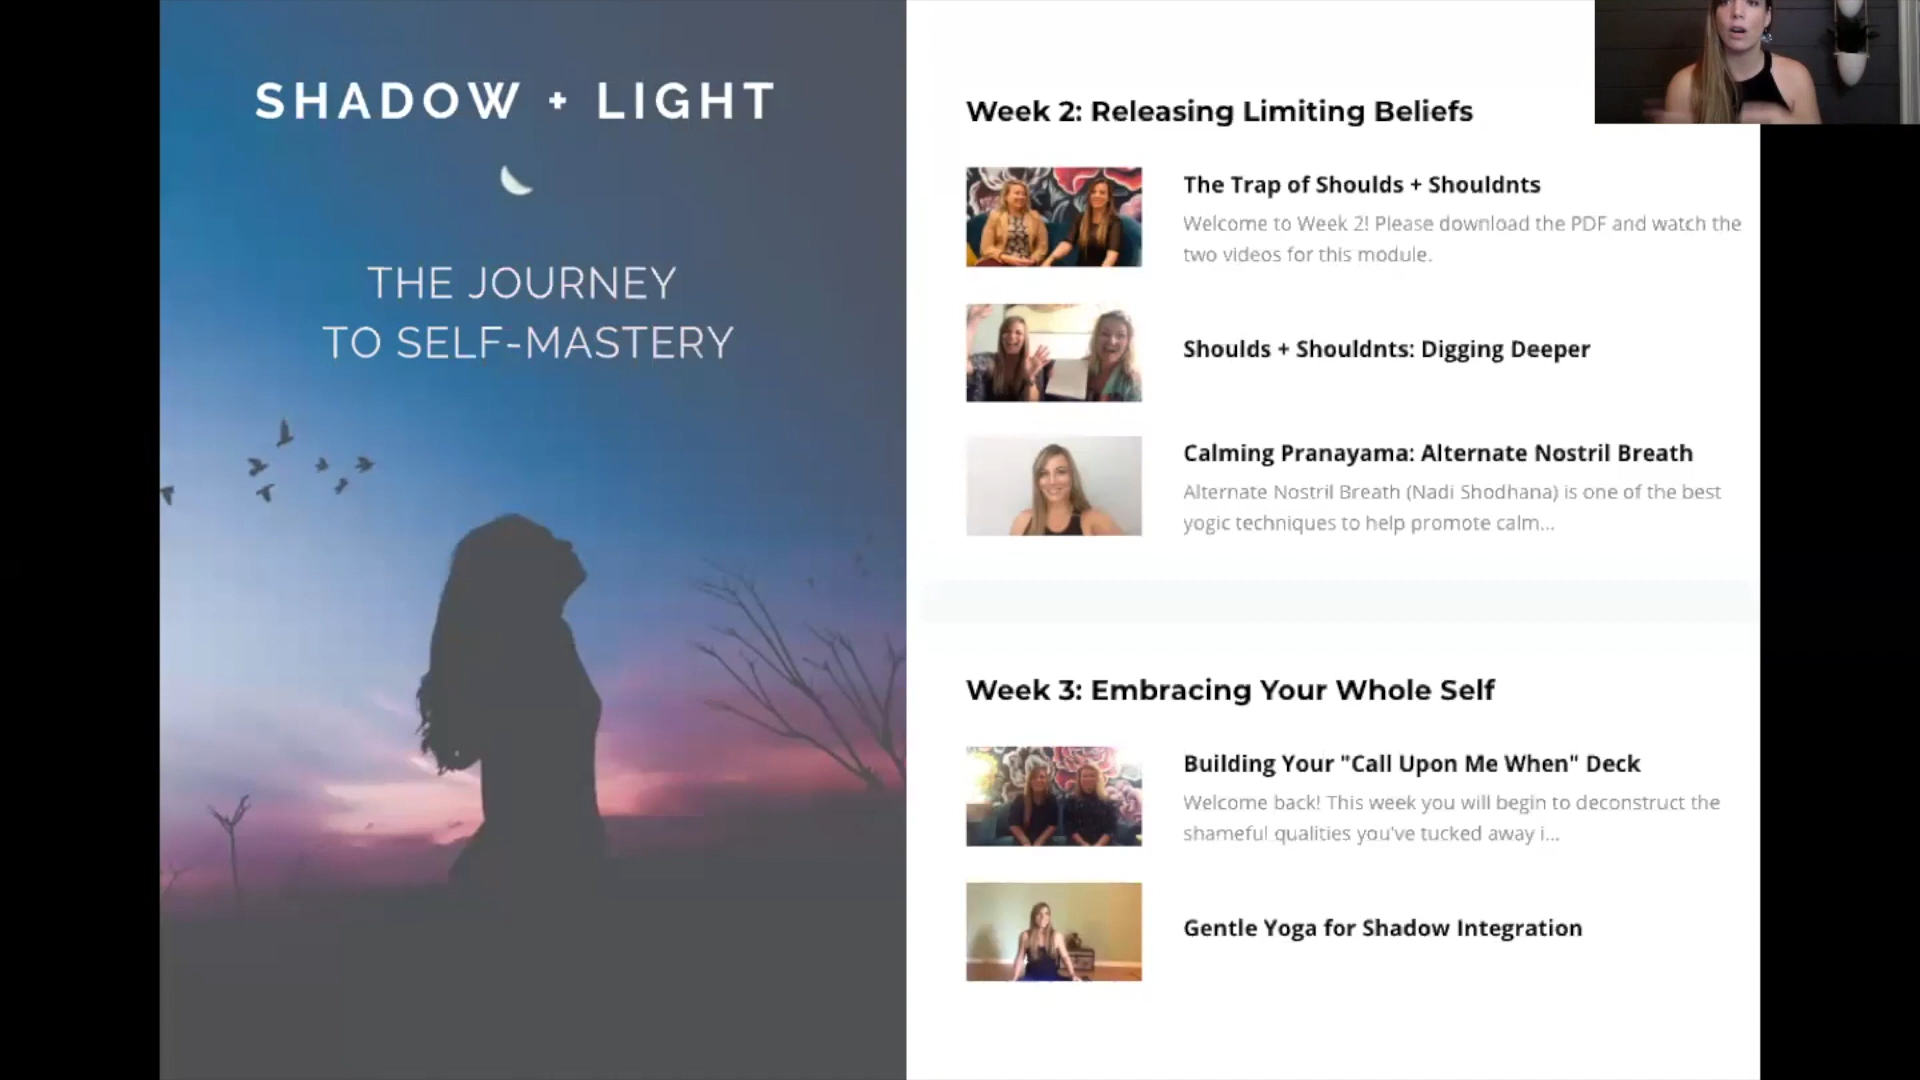 SHADOW + LIGHT
THE JOURNEY
TO SELF-MASTERY
Week 2: Releasing Limiting Beliefs
The Trap of Shoulds + Shouldnts
Welcome to Week 2! Please download the PDF and watch the
two videos for this module.
Shoulds + Shouldnts: Digging Deeper
Calming Pranayama: Alternate Nostril Breath
Alternate Nostril Breath (Nadi Shodhana) is one of the best
yogic techniques to help promote calm...
Week 3: Embracing Your Whole Self
Building Your "Call Upon Me When" Deck
Welcome back! This week you will begin to deconstruct the
shameful qualities you've tucked away i...
Gentle Yoga for Shadow Integration